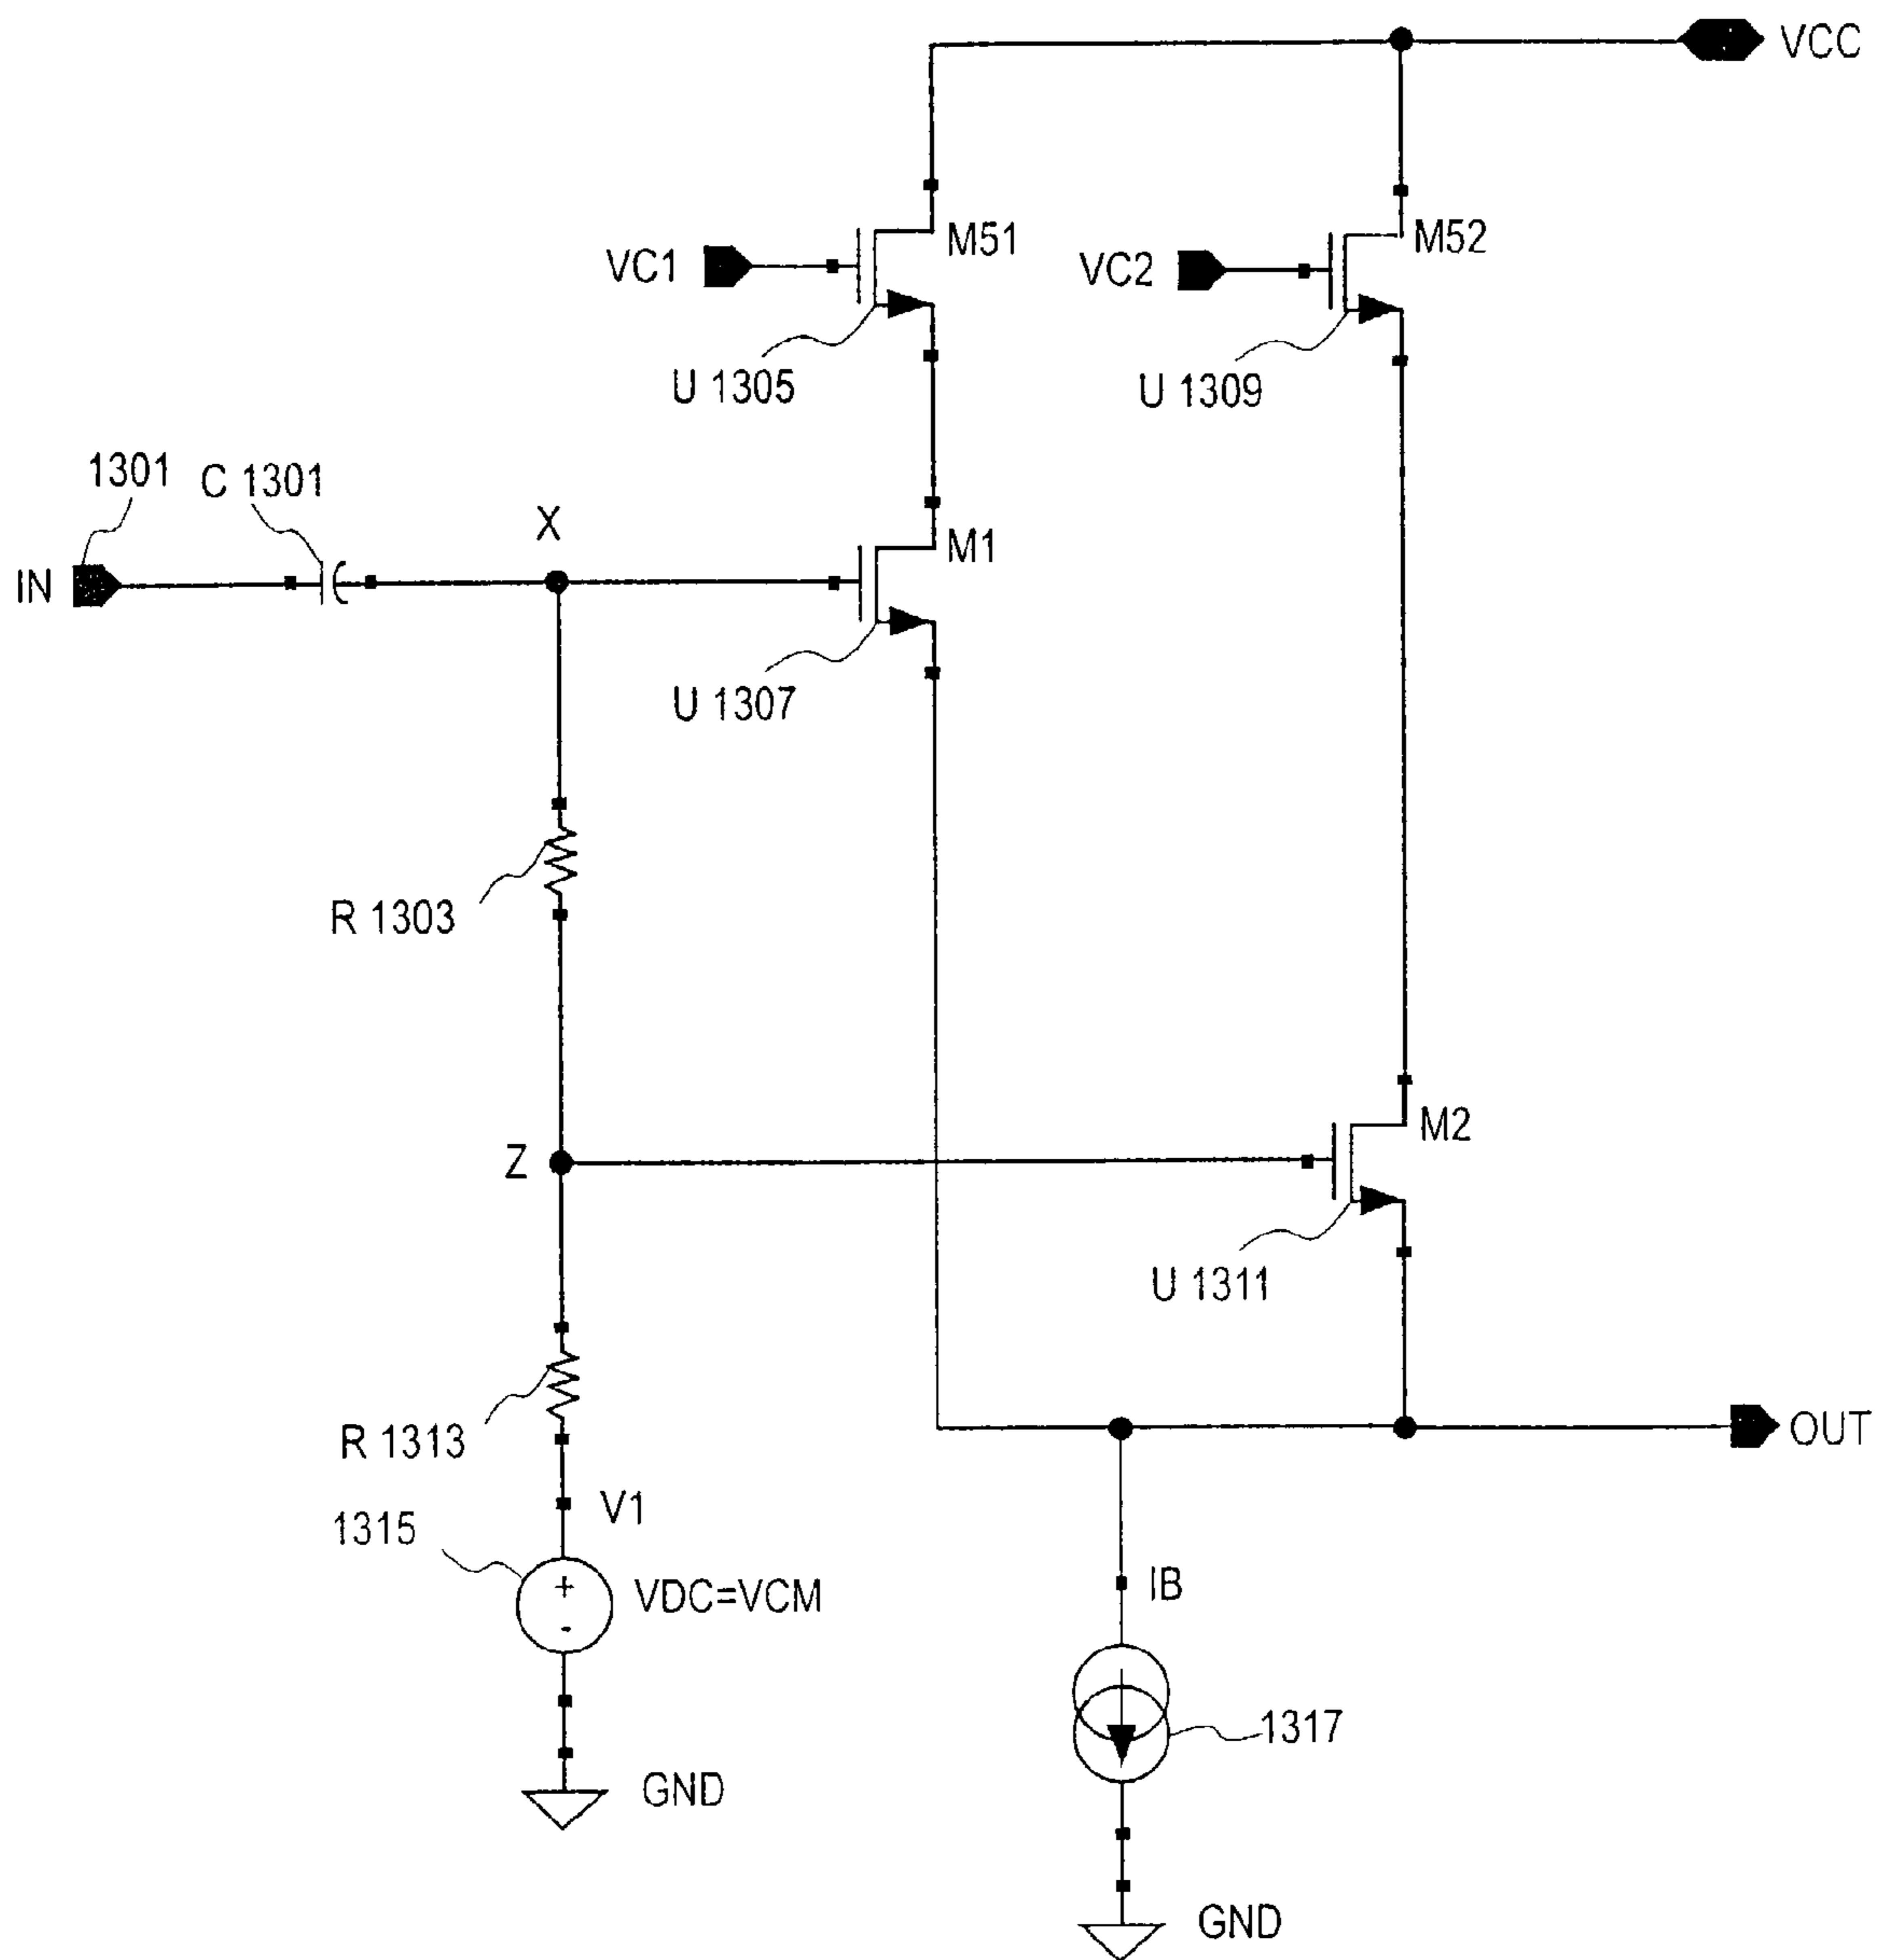 VCC
M51
M52
VC1
VC2
U 1305
U 1309
1301
C 1301
X
M1
IN
U 1307
R 1303
M2
Z
U 1311
R 1313
OUT
V1
1315
IB
+
VDC=VCM
-
1317
GND
GND